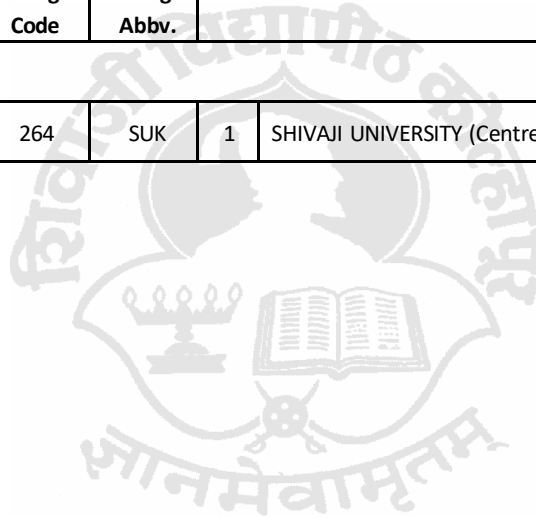 Code Abbv.
264 SUK 1 SHIVAJI UNIVERSITY (Centre
शिवाजी विद्यापीठ कोल्हापूर
ज्ञानमेवामृतम्